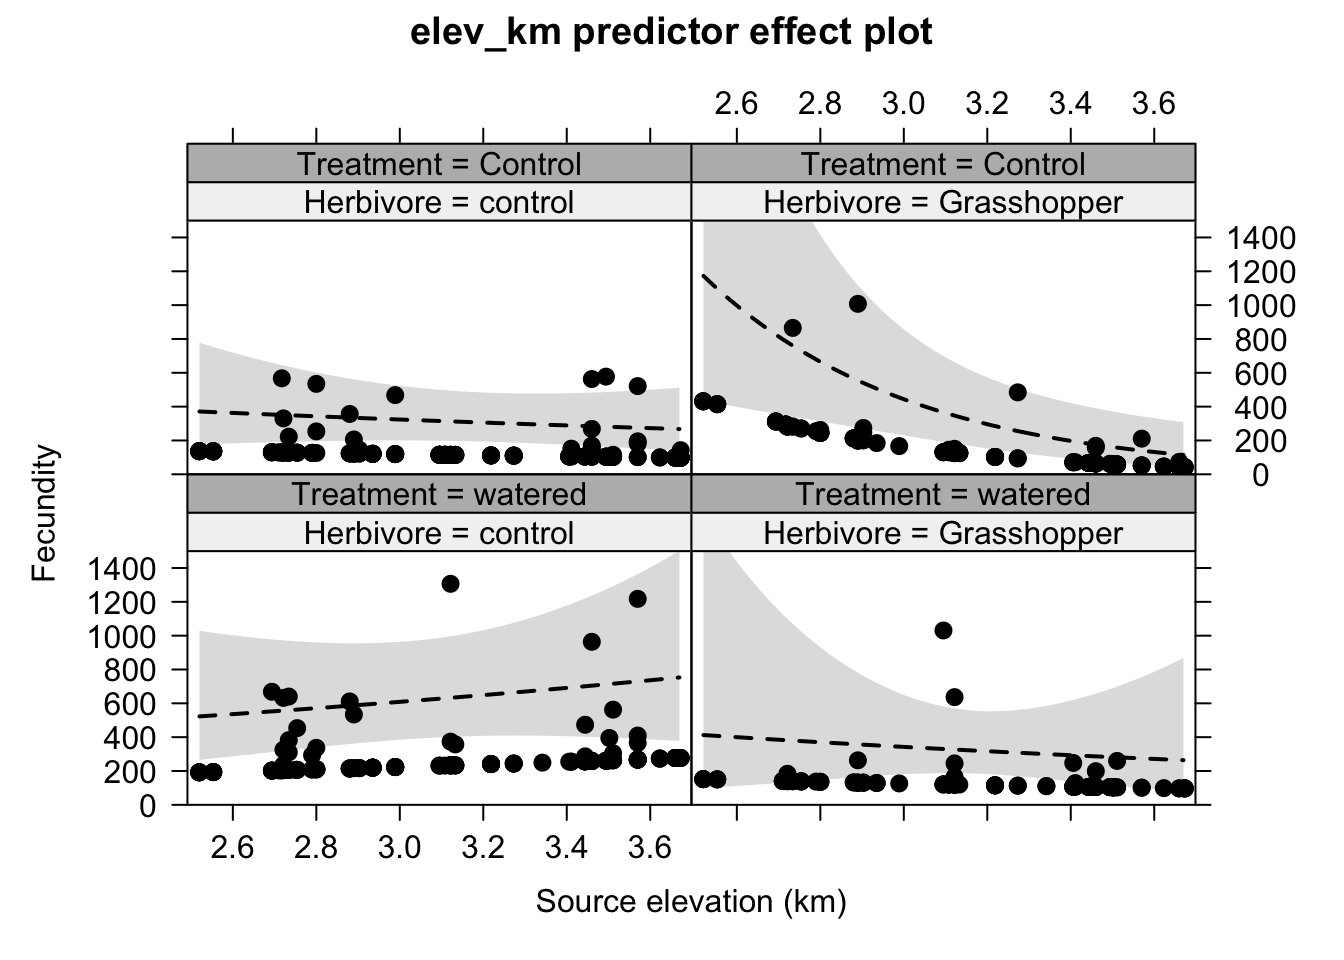 elev_km predictor effect plot
2.6 2.8 3.0 3.2 3.4 3.6
Treatment = Control Treatment = Control
Herbivore = control Herbivore = Grasshopper
1400
1200
1000
800
600
400
200
0
Treatment = watered Treatment = watered
Herbivore = control Herbivore = Grasshopper
Fecundity
1400
1200
1000
800
600
400
200
0
2.6 2.8 3.0 3.2 3.4 3.6
Source elevation (km)